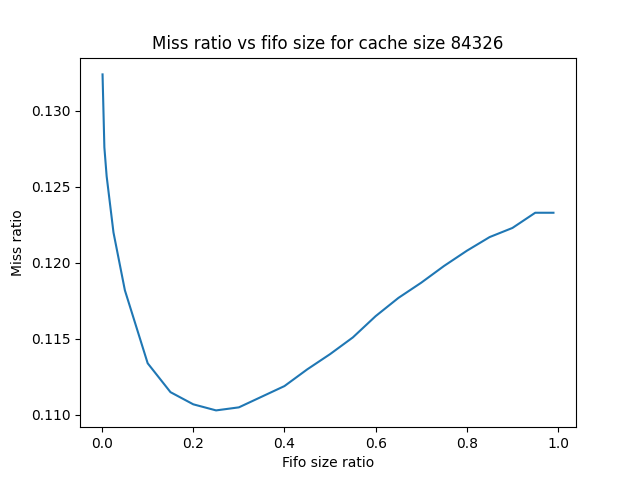 Miss ratio vs fifo size for cache size 84326
0.130
0.125
0.120
0.115
0.110
Miss ratio
0.0 0.2 0.4 0.6 0.8 1.0
Fifo size ratio